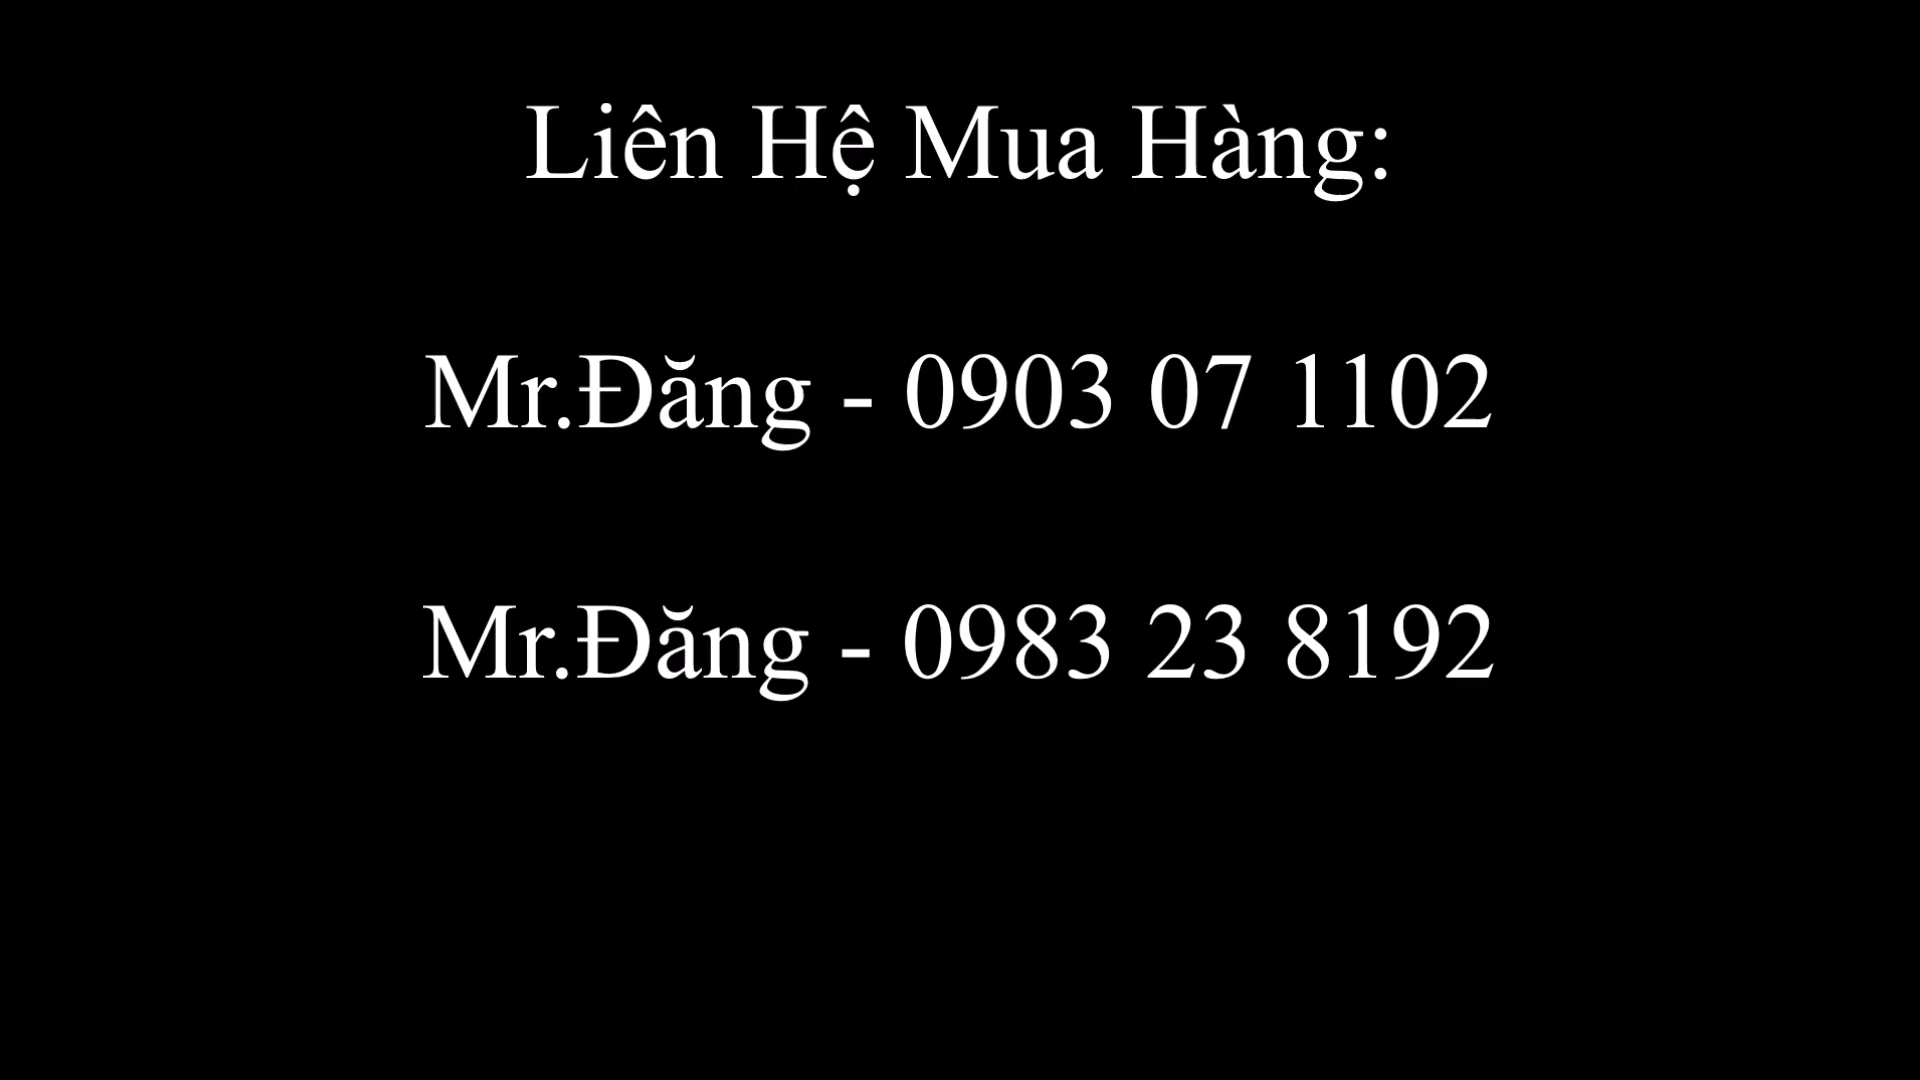 Liên Hệ Mua Hàng:
Mr.Đăng - 0903 07 1102
Mr.Đăng - 0983 23 8192